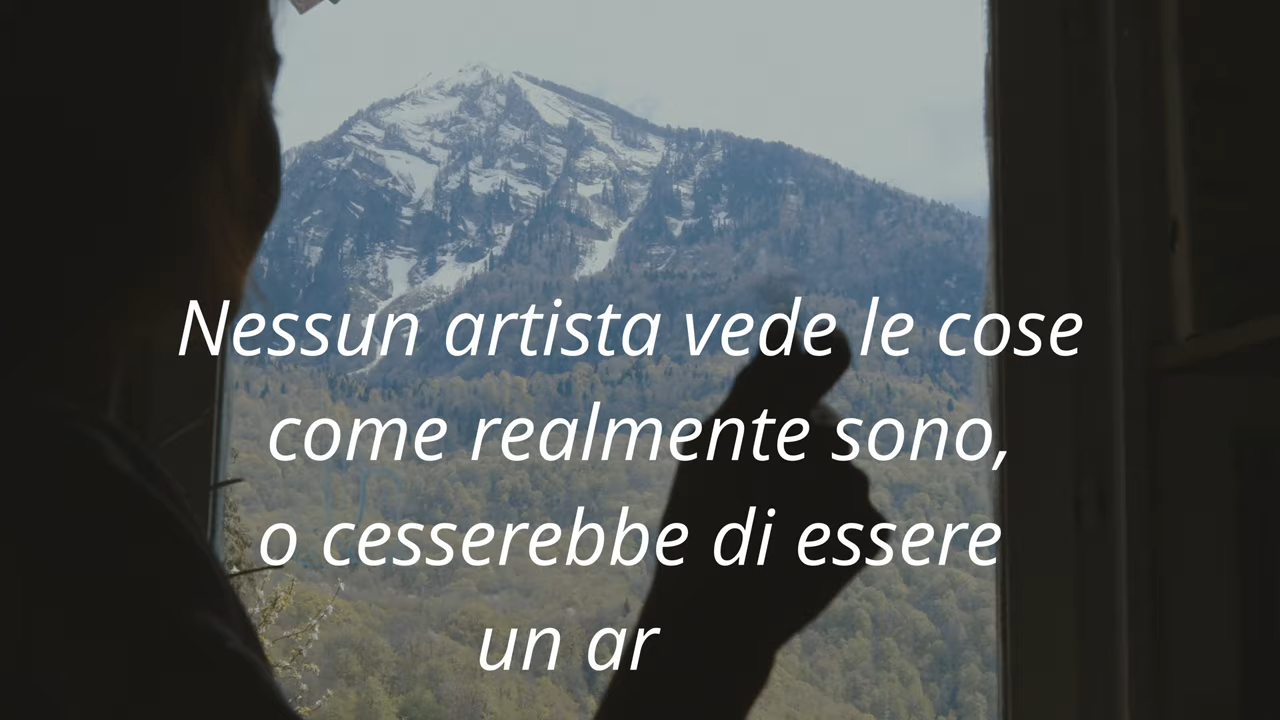 Nessun artista vede le cose
come realmente sono,
o cesserebbe di essere
un ar